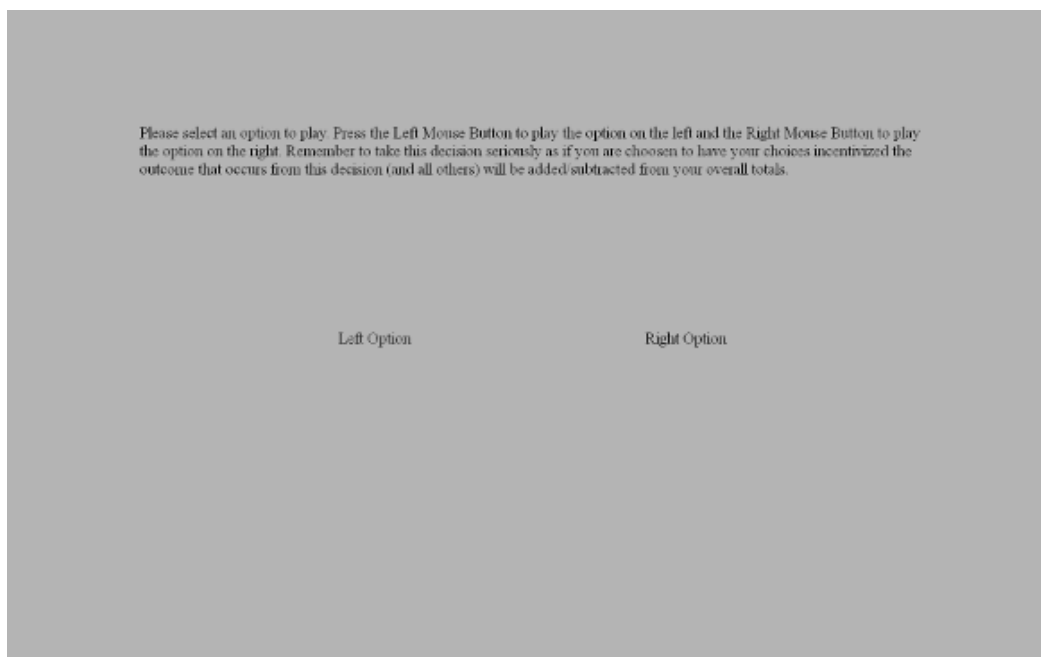 Please select an option to play. Press the Left Mouse Button to play the option on the left and the Right Mouse Button to play
the option on the right. Remember to take this decision seriously as if you are choosen to have your choices incentivized the
outcome that occurs from this decision (and all others) will be added/subtracted from your overall totals.
Left Option Right Option